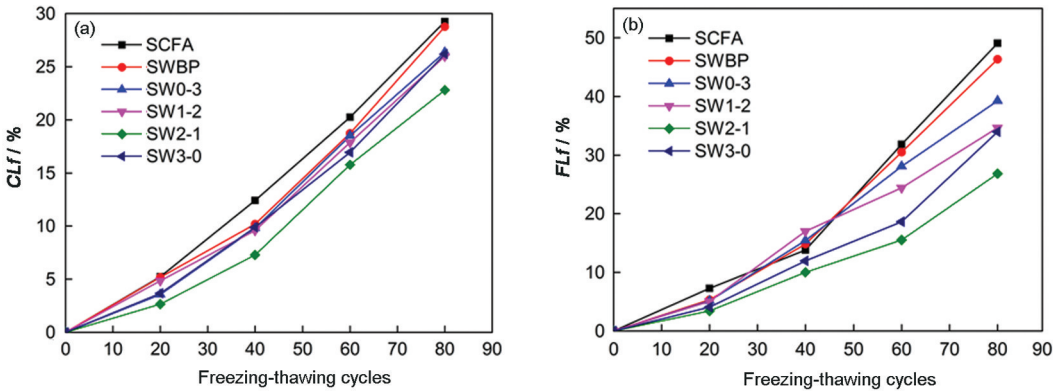 (a)
SCFA
SWBP
SW0-3
SW1-2
SW2-1
SW3-0
CLf / %
30
25
20
15
10
5
0
0 10 20 30 40 50 60 70 80 90
Freezing-thawing cycles
(b)
SCFA
SWBP
SW0-3
SW1-2
SW2-1
SW3-0
FLf / %
50
40
30
20
10
0
0 10 20 30 40 50 60 70 80 90
Freezing-thawing cycles